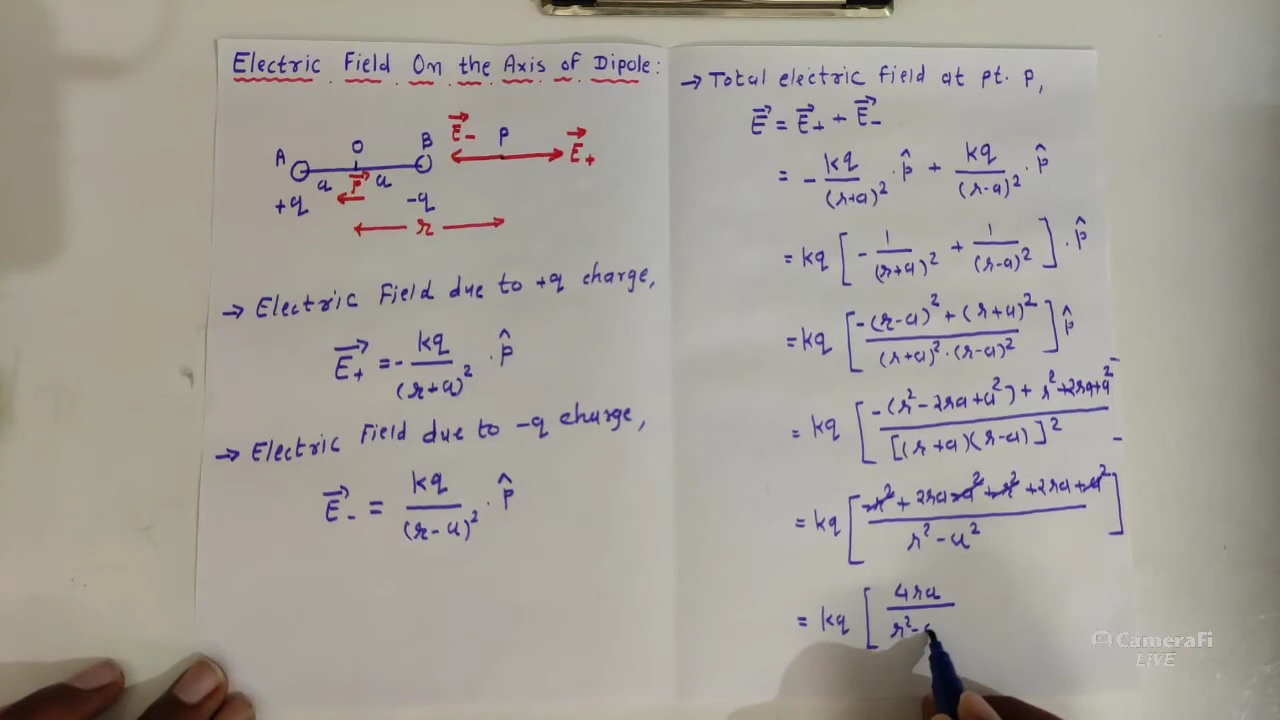 Electric Field On the Axis of Dipole:
A O B E⃗₋ P E⃗₊
a p⃗ a
+q -q
r
→ Electric Field due to +q charge,
E⃗₊ = - kq/(r+a)² · p̂
→ Electric Field due to -q charge,
E⃗₋ = kq/(r-a)² · p̂
→ Total electric field at pt. P,
E⃗ = E⃗₊ + E⃗₋
= - kq/(r+a)² · p̂ + kq/(r-a)² · p̂
= kq [ - 1/(r+a)² + 1/(r-a)² ] · p̂
= kq [ (-(r-a)² + (r+a)²)/((r+a)² · (r-a)²) ] p̂
= kq [ (-(r² - 2ra + a²) + r² + 2ra + a²)/[(r+a)(r-a)]²
= kq [ (-r² + 2ra - a² + r² + 2ra + a²)/(r² - a²) ]
= kq [ 4ra/(r² -
CameraFi
LIVE